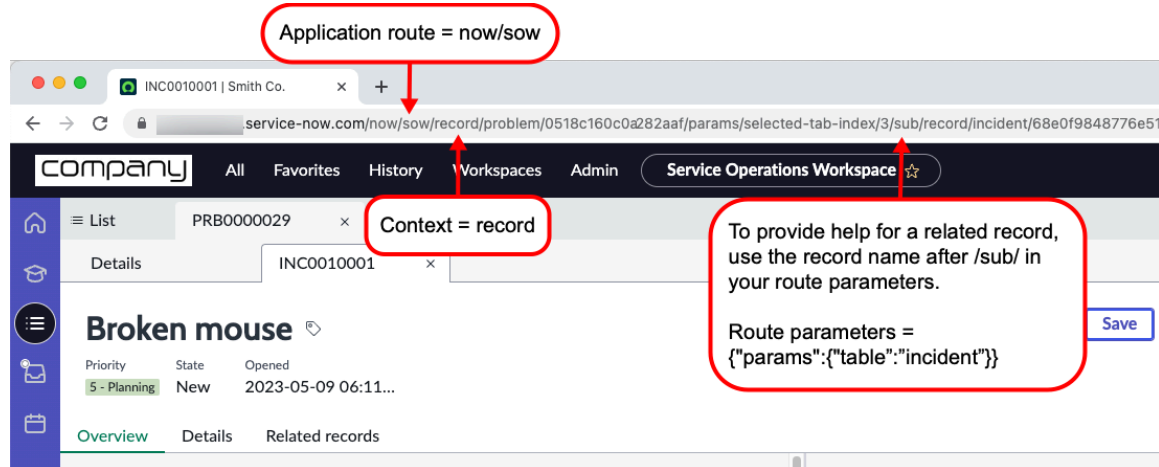 Application route = now/sow
INC0010001 | Smith Co.
.service-now.com/now/sow/record/problem/0518c160c0a282aaf/params/selected-tab-index/3/sub/record/incident/68e0f9848776e51
company All Favorites History Workspaces Admin Service Operations Workspace
List PRB0000029
Context = record
Details INC0010001
To provide help for a related record,
use the record name after /sub/ in
your route parameters.
Route parameters =
{"params":{"table":"incident"}}
Broken mouse
Save
Priority State Opened
5 - Planning New 2023-05-09 06:11...
Overview Details Related records